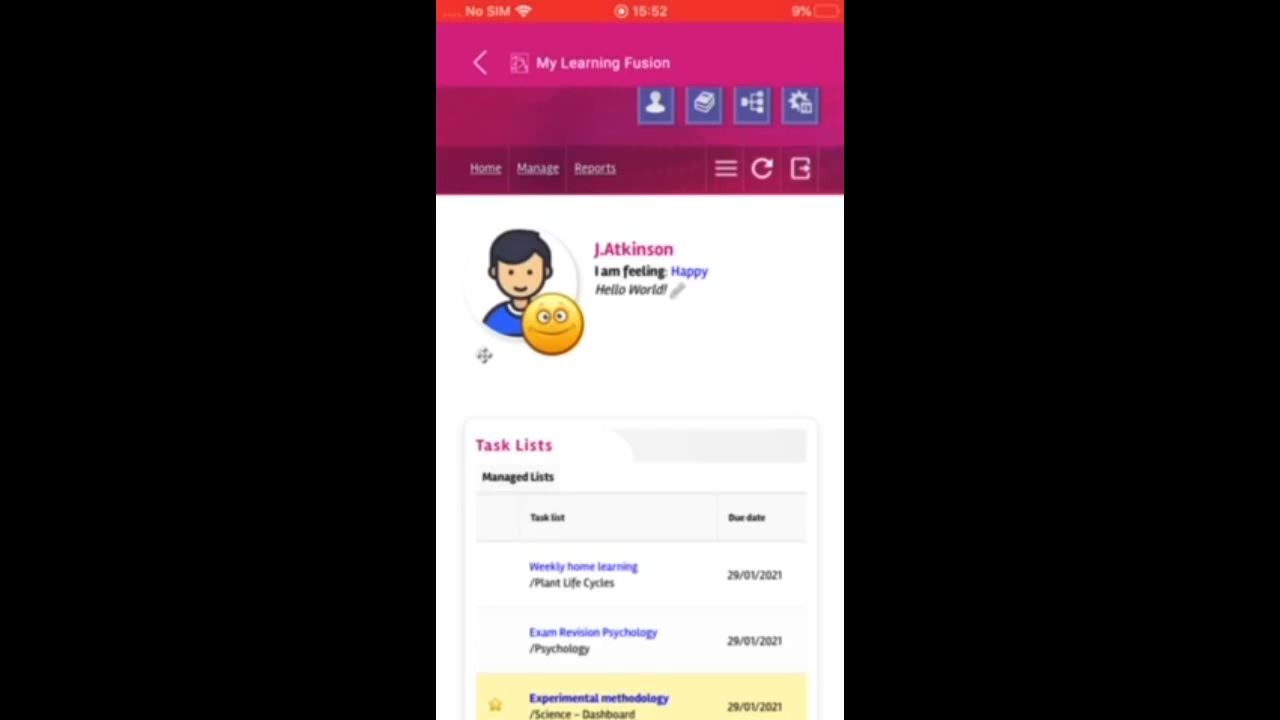 No SIM 15:52 9%
My Learning Fusion
Home Manage Reports
J.Atkinson
I am feeling: Happy
Hello World!
Task Lists
Managed Lists
Task list Due date
Weekly home learning
/Plant Life Cycles 29/01/2021
Exam Revision Psychology
/Psychology 29/01/2021
Experimental methodology
/Science - Dashboard 29/01/2021